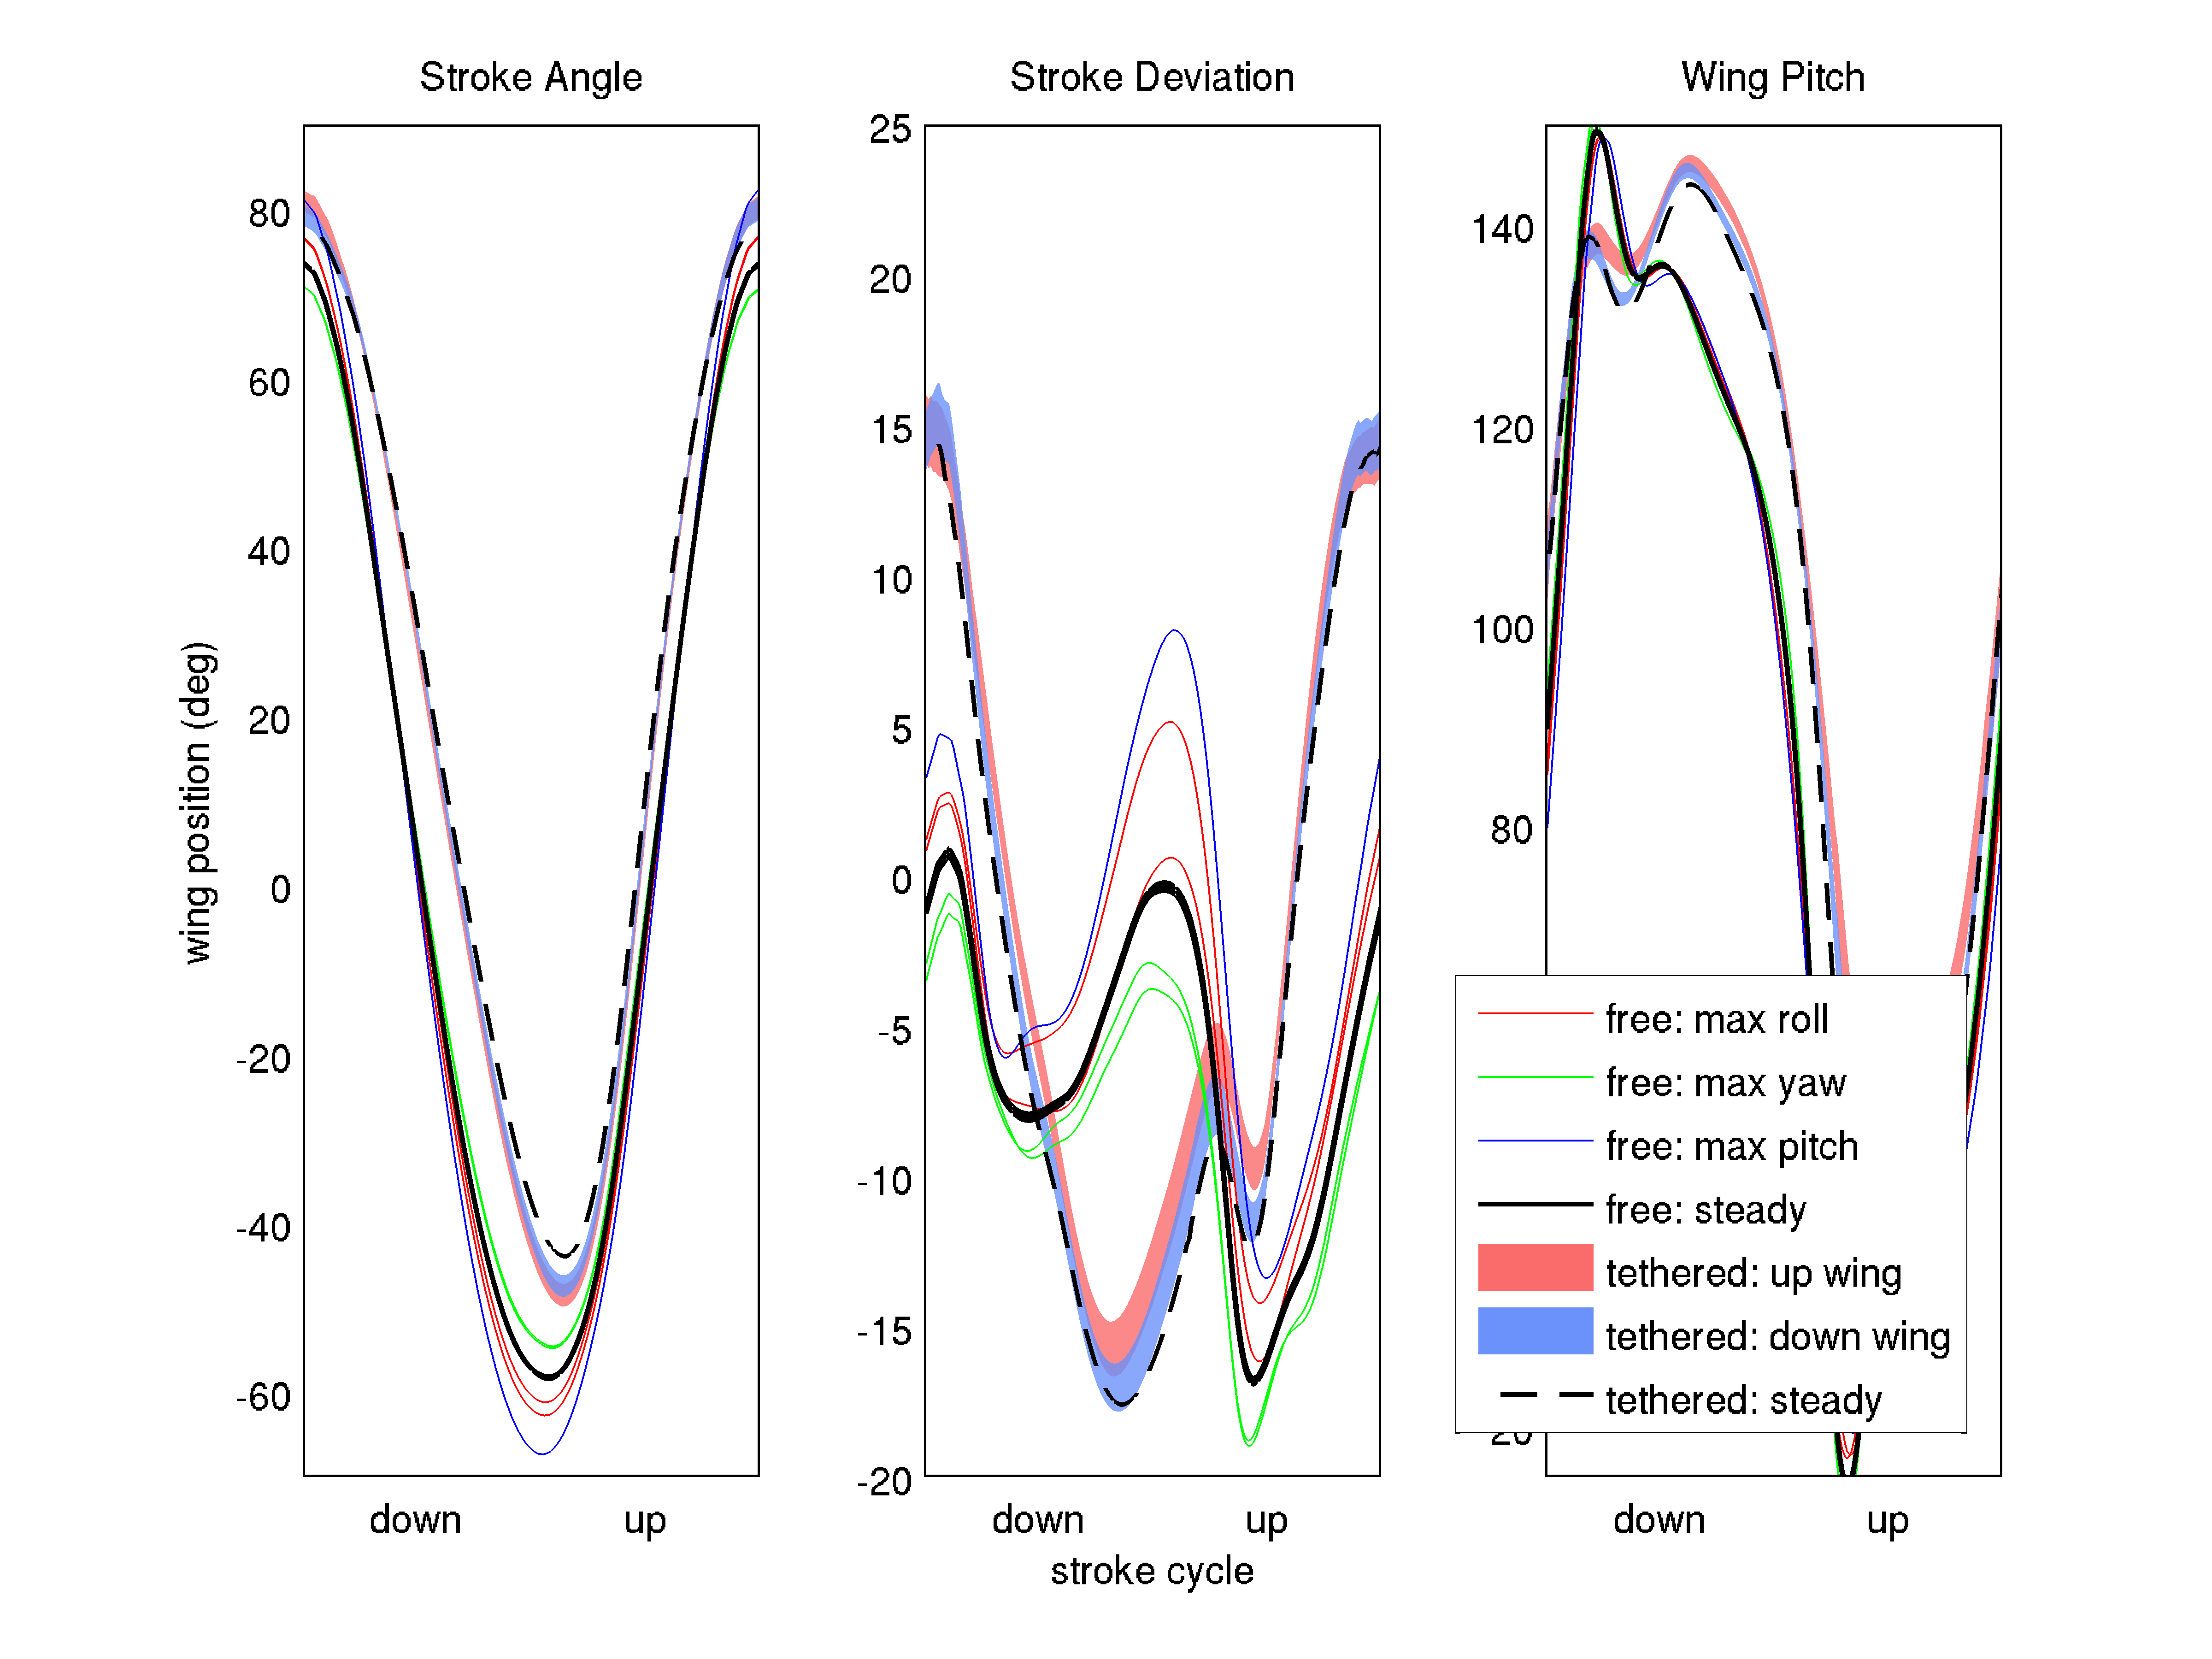 Stroke Angle
Stroke Deviation
Wing Pitch
wing position (deg)
80
60
40
20
0
-20
-40
-60
down
up
25
20
15
10
5
0
-5
-10
-15
-20
down
up
stroke cycle
140
120
100
80
20
down
up
free: max roll
free: max yaw
free: max pitch
free: steady
tethered: up wing
tethered: down wing
tethered: steady